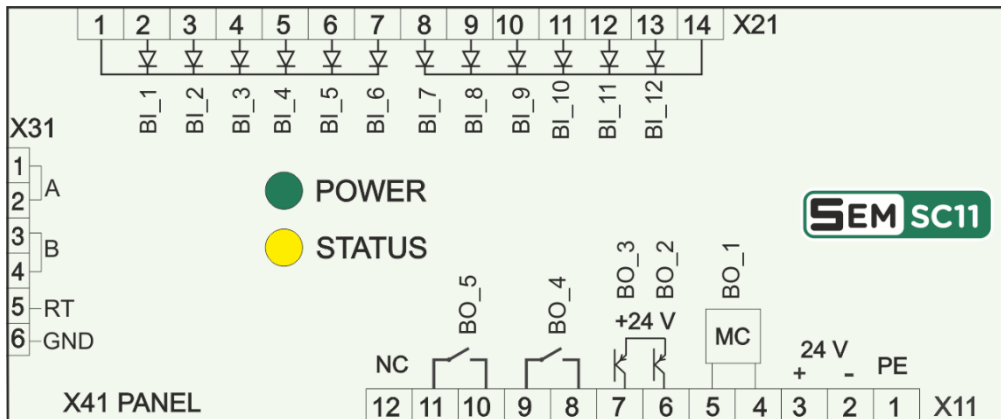 1 2 3 4 5 6 7 8 9 10 11 12 13 14 X21
BI_1 BI_2 BI_3 BI_4 BI_5 BI_6 BI_7 BI_8 BI_9 BI_10 BI_11 BI_12
X31
1
A
2
3
B
4
5 RT
6 GND
POWER
STATUS
SEM SC11
BO_5 BO_4 BO_3 BO_2 BO_1
+24 V
MC
NC
24 V
+ -
PE
X41 PANEL
12 11 10 9 8 7 6 5 4 3 2 1 X11